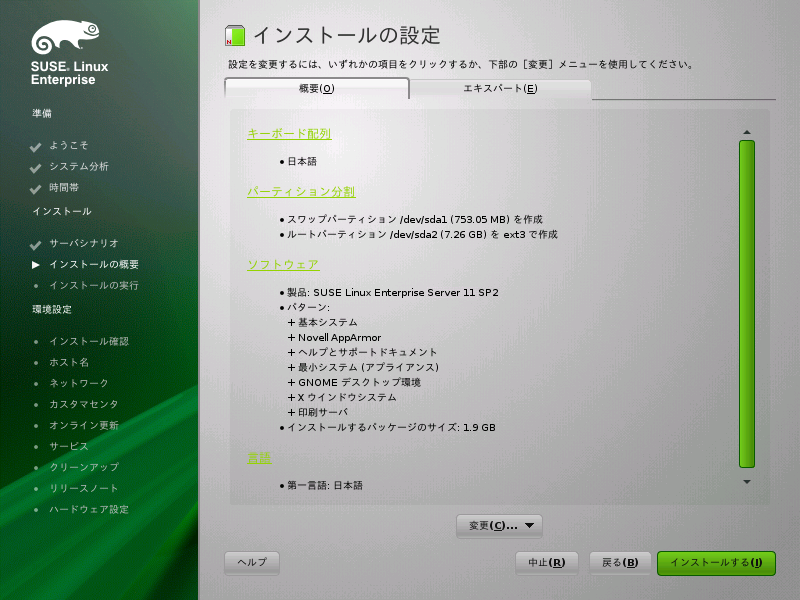 SUSE. Linux
Enterprise
準備
ようこそ
システム分析
時間帯
インストール
サーバシナリオ
インストールの概要
インストールの実行
環境設定
インストール確認
ホスト名
ネットワーク
カスタマセンタ
オンライン更新
サービス
クリーンアップ
リリースノート
ハードウェア設定
インストールの設定
設定を変更するには、いずれかの項目をクリックするか、下部の［変更］メニューを使用してください。
概要(O)
エキスパート(E)
キーボード配列
● 日本語
パーティション分割
● スワップパーティション /dev/sda1 (753.05 MB) を作成
● ルートパーティション /dev/sda2 (7.26 GB) を ext3 で作成
ソフトウェア
● 製品: SUSE Linux Enterprise Server 11 SP2
● パターン:
+ 基本システム
+ Novell AppArmor
+ ヘルプとサポートドキュメント
+ 最小システム (アプライアンス)
+ GNOME デスクトップ環境
+ X ウインドウシステム
+ 印刷サーバ
● インストールするパッケージのサイズ: 1.9 GB
言語
● 第一言語: 日本語
変更(C)...
ヘルプ
中止(R)
戻る(B)
インストールする(I)